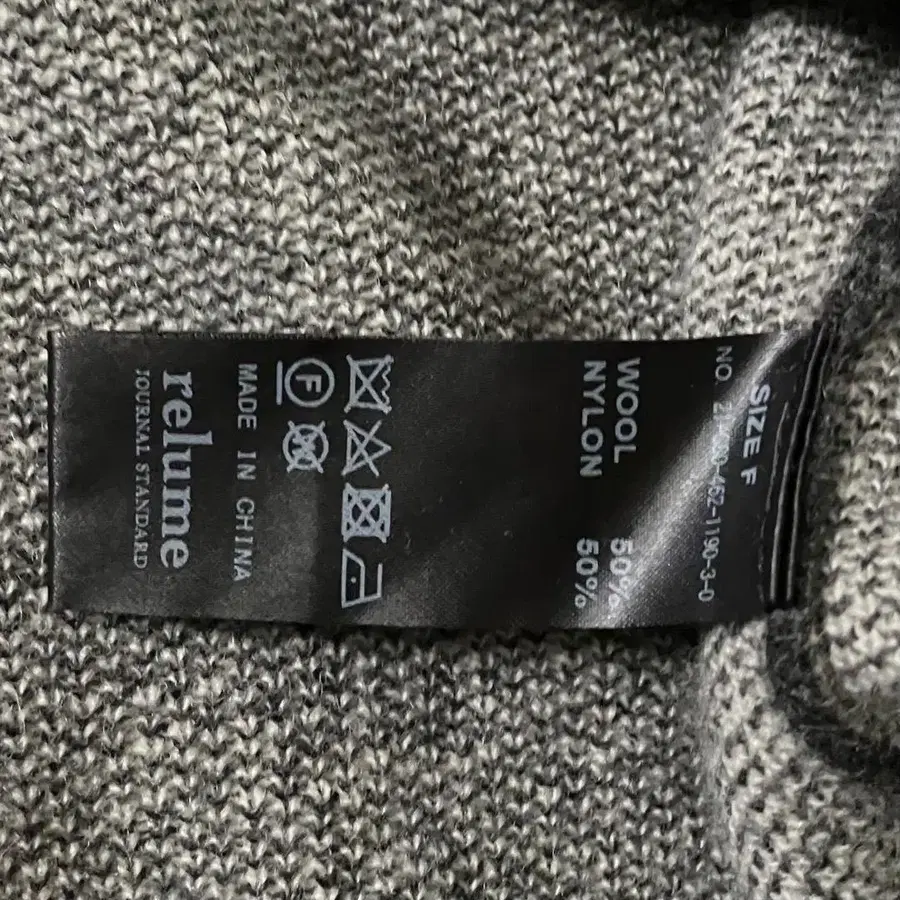 SIZE F
NO.
WOOL 50%
NYLON 50%
F
MADE IN CHINA
relume
JOURNAL STANDARD